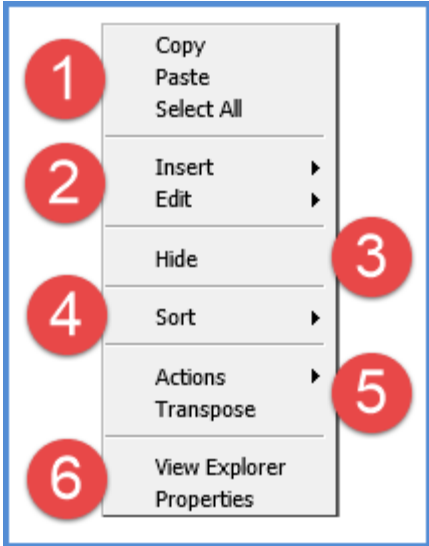 1
Copy
Paste
Select All
2
Insert
Edit
Hide
3
4
Sort
Actions
5
Transpose
6
View Explorer
Properties